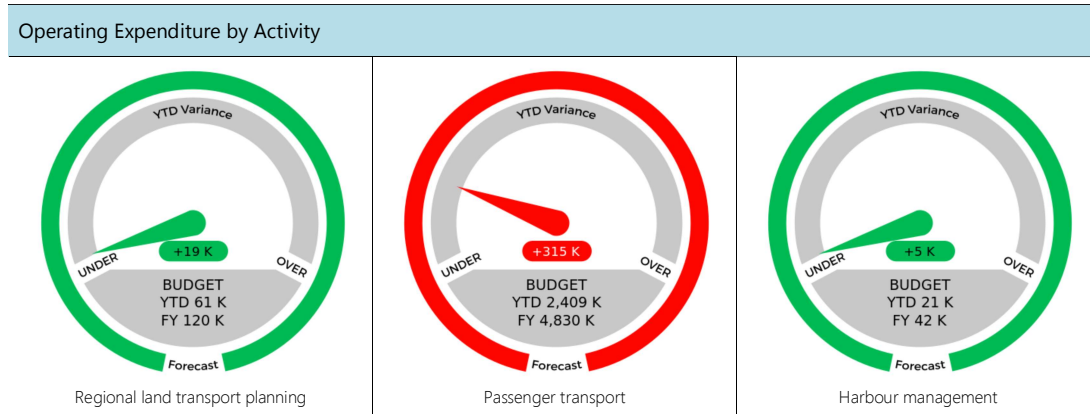 Operating Expenditure by Activity
YTD Variance
+19 K
UNDER
OVER
BUDGET
YTD 61 K
FY 120 K
Forecast
Regional land transport planning
YTD Variance
+315 K
UNDER
OVER
BUDGET
YTD 2,409 K
FY 4,830 K
Forecast
Passenger transport
YTD Variance
+5 K
UNDER
OVER
BUDGET
YTD 21 K
FY 42 K
Forecast
Harbour management